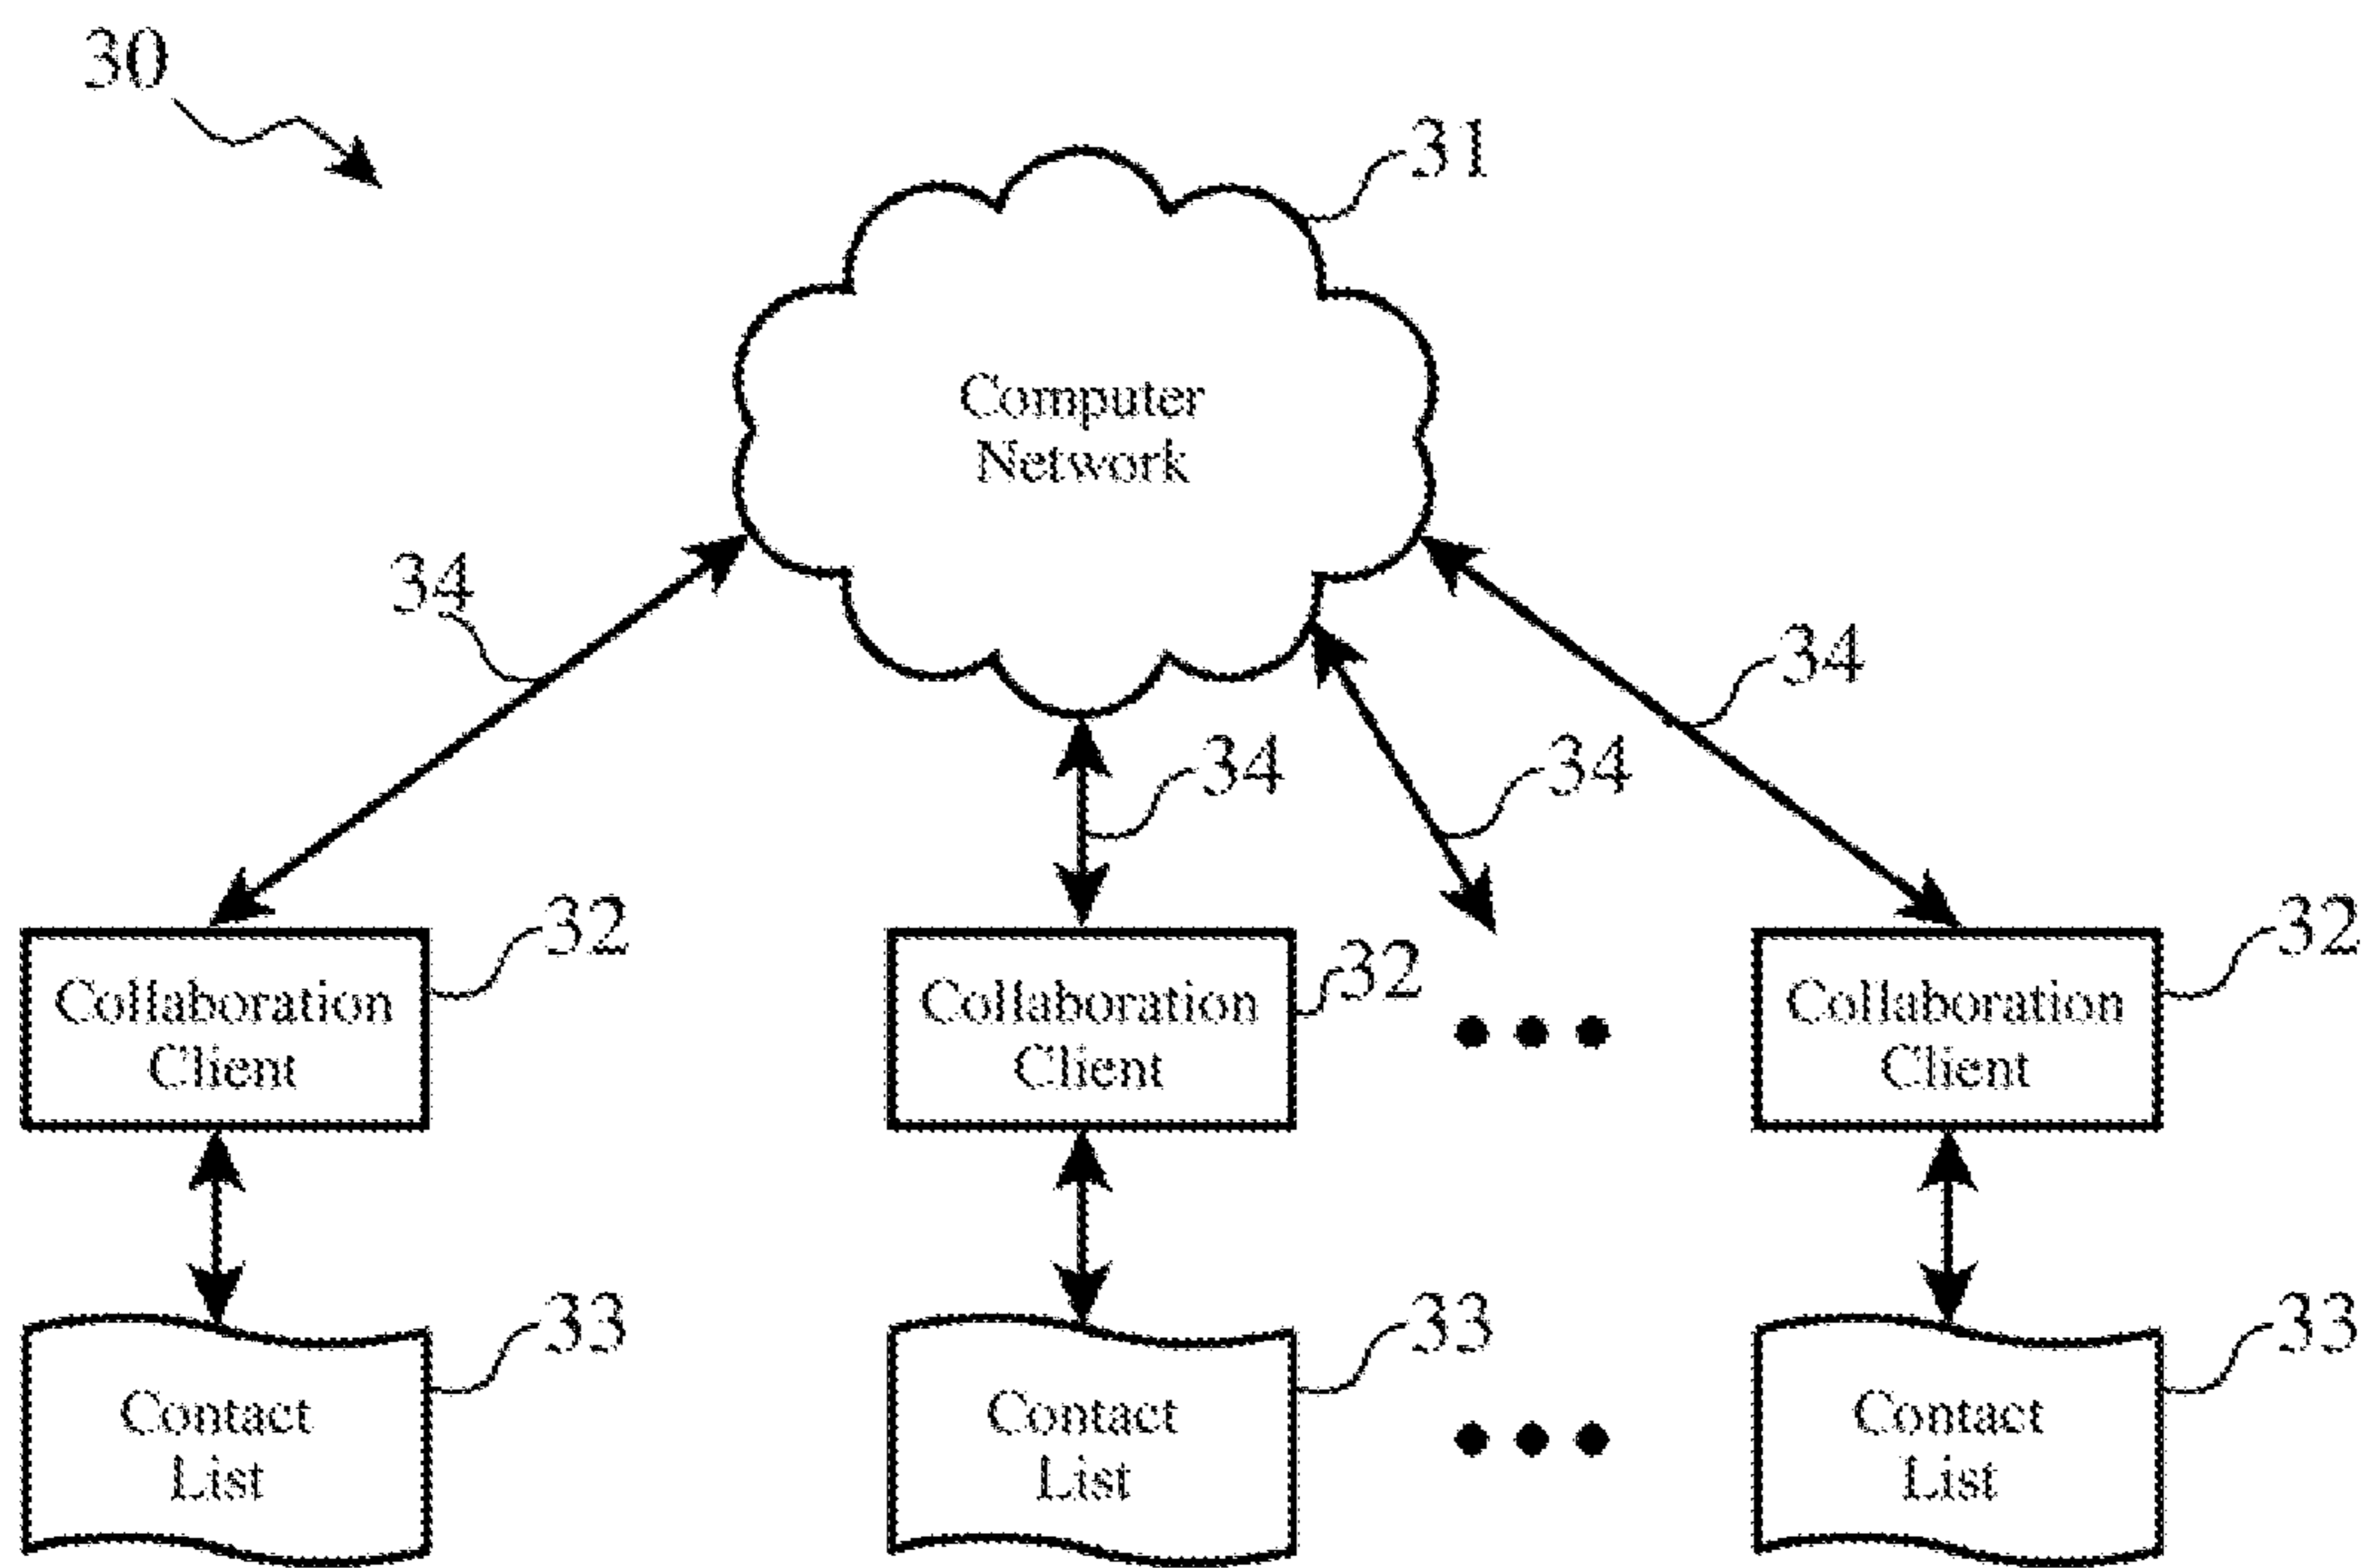 30
31
Computer
Network
34
34
34
34
32
32
32
Collaboration
Client
Collaboration
Client
Collaboration
Client
33
33
33
Contact
List
Contact
List
Contact
List